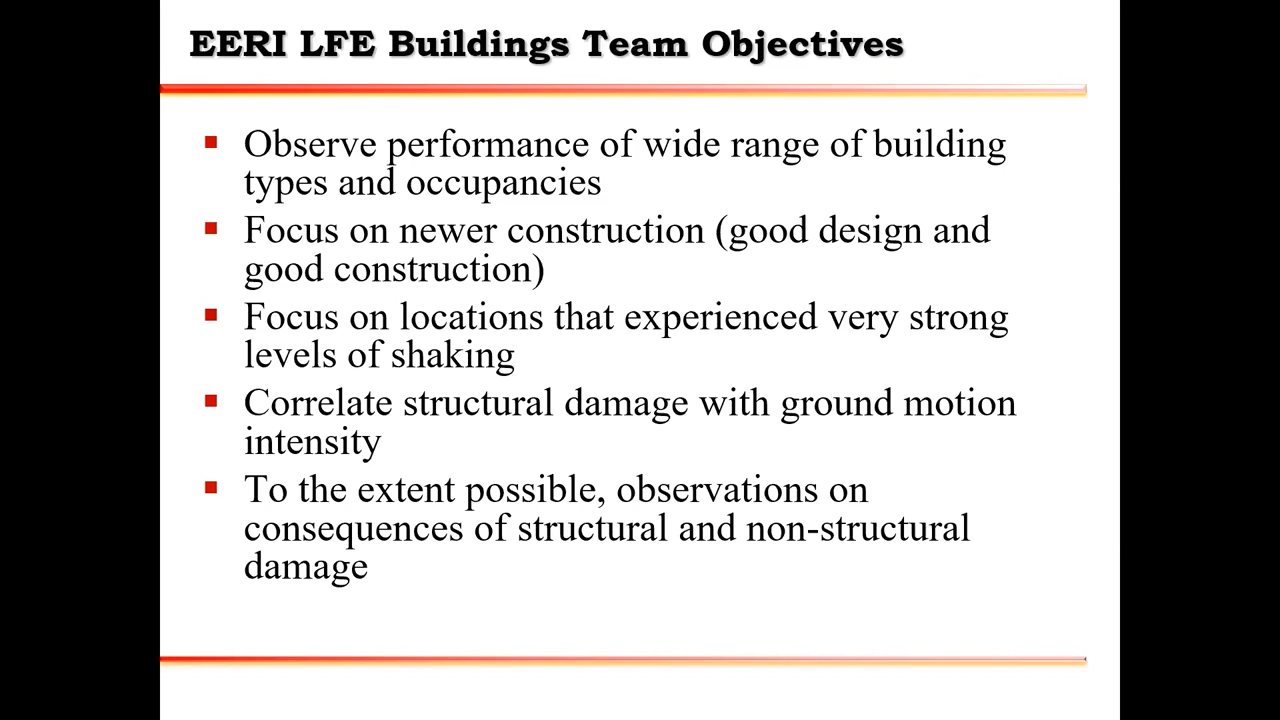 EERI LFE Buildings Team Objectives
Observe performance of wide range of building
types and occupancies
Focus on newer construction (good design and
good construction)
Focus on locations that experienced very strong
levels of shaking
Correlate structural damage with ground motion
intensity
To the extent possible, observations on
consequences of structural and non-structural
damage